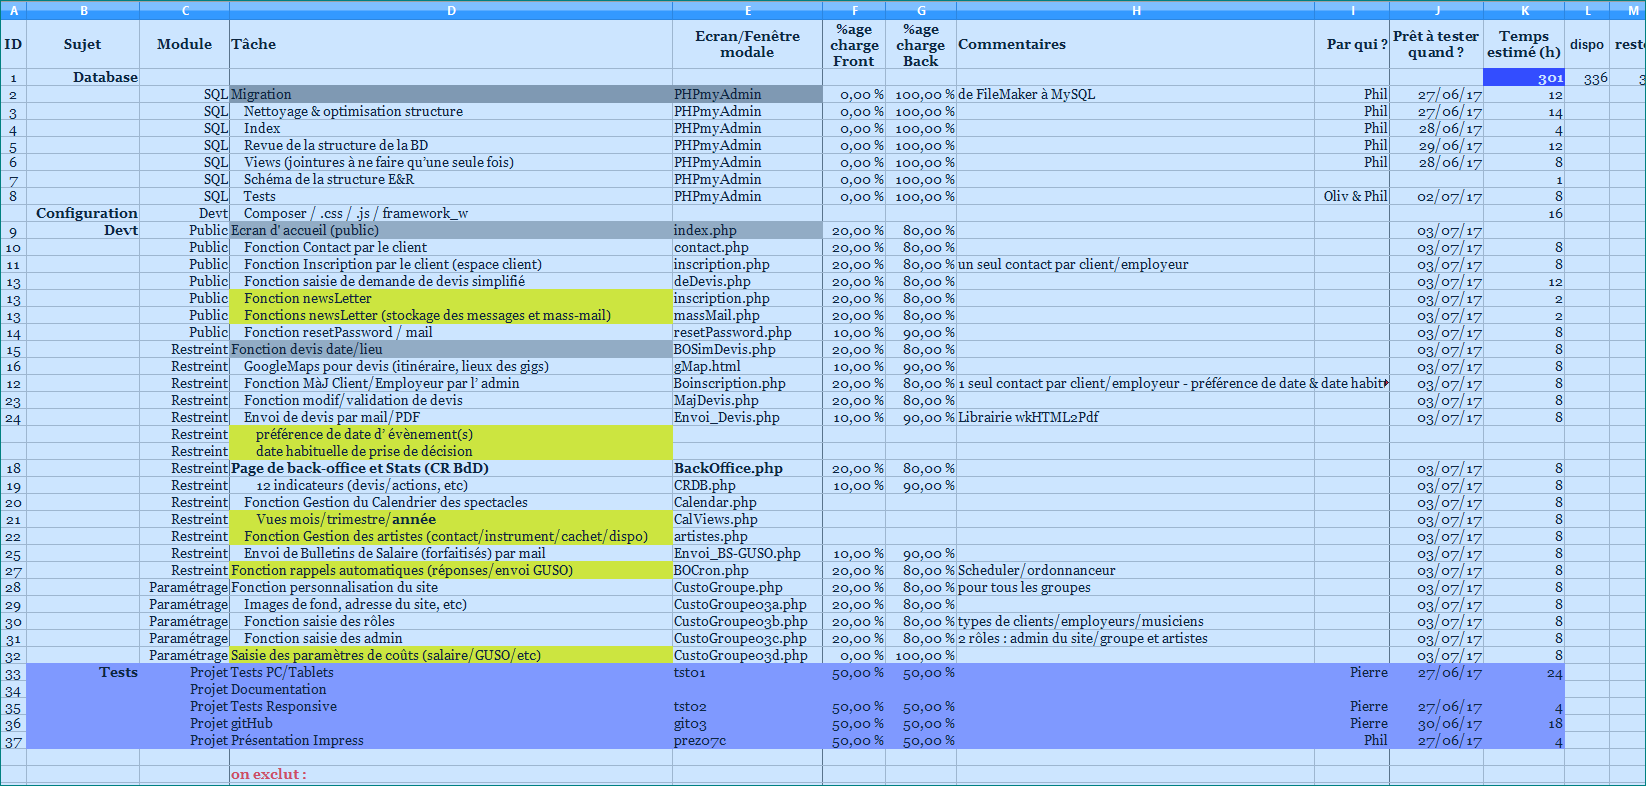 A B C D E F G H I J K L M
ID Sujet Module Tâche Ecran/Fenêtre modale %age charge Front %age charge Back Commentaires Par qui ? Prêt à tester quand ? Temps estimé (h) dispo reste
1 Database 301 336 3
2 SQL Migration PHPmyAdmin 0,00 % 100,00 % de FileMaker à MySQL Phil 27/06/17 12
3 SQL Nettoyage & optimisation structure PHPmyAdmin 0,00 % 100,00 % Phil 27/06/17 14
4 SQL Index PHPmyAdmin 0,00 % 100,00 % Phil 28/06/17 4
5 SQL Revue de la structure de la BD PHPmyAdmin 0,00 % 100,00 % Phil 29/06/17 12
6 SQL Views (jointures à ne faire qu’une seule fois) PHPmyAdmin 0,00 % 100,00 % Phil 28/06/17 8
7 SQL Schéma de la structure E&R PHPmyAdmin 0,00 % 100,00 % 1
8 SQL Tests PHPmyAdmin 0,00 % 100,00 % Oliv & Phil 02/07/17 8
Configuration Devt Composer / .css / .js / framework_w 16
9 Devt Public Ecran d’ accueil (public) index.php 20,00 % 80,00 % 03/07/17
10 Public Fonction Contact par le client contact.php 20,00 % 80,00 % 03/07/17 8
11 Public Fonction Inscription par le client (espace client) inscription.php 20,00 % 80,00 % un seul contact par client/employeur 03/07/17 8
13 Public Fonction saisie de demande de devis simplifié deDevis.php 20,00 % 80,00 % 03/07/17 12
13 Public Fonction newsLetter inscription.php 20,00 % 80,00 % 03/07/17 2
13 Public Fonctions newsLetter (stockage des messages et mass-mail) massMail.php 20,00 % 80,00 % 03/07/17 2
14 Public Fonction resetPassword / mail resetPassword.php 10,00 % 90,00 % 03/07/17 8
15 Restreint Fonction devis date/lieu BOSimDevis.php 20,00 % 80,00 % 03/07/17 8
16 Restreint GoogleMaps pour devis (itinéraire, lieux des gigs) gMap.html 10,00 % 90,00 % 03/07/17 8
12 Restreint Fonction MàJ Client/Employeur par l’ admin Boinscription.php 20,00 % 80,00 % 1 seul contact par client/employeur - préférence de date & date habit 03/07/17 8
23 Restreint Fonction modif/validation de devis MajDevis.php 20,00 % 80,00 % 03/07/17 8
24 Restreint Envoi de devis par mail/PDF Envoi_Devis.php 10,00 % 90,00 % Librairie wkHTML2Pdf 03/07/17 8
Restreint préférence de date d’ évènement(s)
Restreint date habituelle de prise de décision
18 Restreint Page de back-office et Stats (CR BdD) BackOffice.php 20,00 % 80,00 % 03/07/17 8
19 Restreint 12 indicateurs (devis/actions, etc) CRDB.php 10,00 % 90,00 % 03/07/17 8
20 Restreint Fonction Gestion du Calendrier des spectacles Calendar.php 03/07/17 8
21 Restreint Vues mois/trimestre/année CalViews.php 03/07/17 8
22 Restreint Fonction Gestion des artistes (contact/instrument/cachet/dispo) artistes.php 03/07/17 8
25 Restreint Envoi de Bulletins de Salaire (forfaitisés) par mail Envoi_BS-GUSO.php 10,00 % 90,00 % 03/07/17 8
27 Restreint Fonction rappels automatiques (réponses/envoi GUSO) BOCron.php 20,00 % 80,00 % Scheduler/ordonnanceur 03/07/17 8
28 Paramétrage Fonction personnalisation du site CustoGroupe.php 20,00 % 80,00 % pour tous les groupes 03/07/17 8
29 Paramétrage Images de fond, adresse du site, etc) CustoGroupe03a.php 20,00 % 80,00 % 03/07/17 8
30 Paramétrage Fonction saisie des rôles CustoGroupe03b.php 20,00 % 80,00 % types de clients/employeurs/musiciens 03/07/17 8
31 Paramétrage Fonction saisie des admin CustoGroupe03c.php 20,00 % 80,00 % 2 rôles : admin du site/groupe et artistes 03/07/17 8
32 Paramétrage Saisie des paramètres de coûts (salaire/GUSO/etc) CustoGroupe03d.php 0,00 % 100,00 % 03/07/17 8
33 Tests Projet Tests PC/Tablets tst01 50,00 % 50,00 % Pierre 27/06/17 24
34 Projet Documentation
35 Projet Tests Responsive tst02 50,00 % 50,00 % Pierre 27/06/17 4
36 Projet gitHub git03 50,00 % 50,00 % Pierre 30/06/17 18
37 Projet Présentation Impress prez07c 50,00 % 50,00 % Phil 27/06/17 4
on exclut :